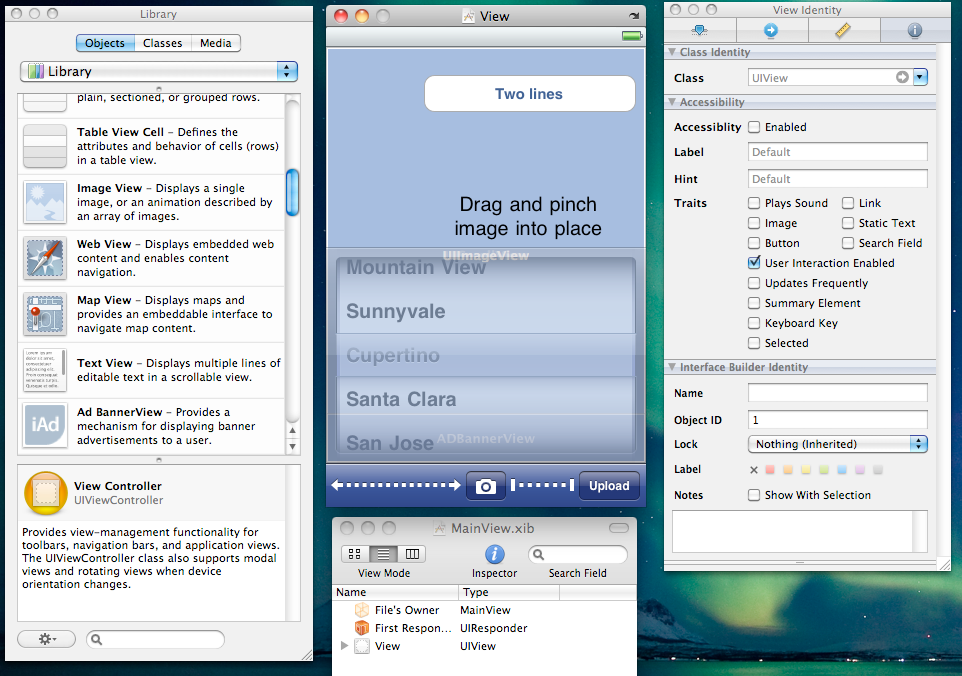 Library
Objects
Classes
Media
Library
plain, sectioned, or grouped rows.
Table View Cell – Defines the
attributes and behavior of cells (rows)
in a table view.
Image View – Displays a single
image, or an animation described by
an array of images.
Web View – Displays embedded web
content and enables content
navigation.
Map View – Displays maps and
provides an embeddable interface to
navigate map content.
Text View – Displays multiple lines of
editable text in a scrollable view.
iAd
Ad BannerView – Provides a
mechanism for displaying banner
advertisements to a user.
View Controller
UIViewController
Provides view-management functionality for
toolbars, navigation bars, and application views.
The UIViewController class also supports modal
views and rotating views when device
orientation changes.
View
Two lines
Drag and pinch
image into place
UIImageView
Mountain View
Sunnyvale
Cupertino
Santa Clara
San Jose
ADBannerView
Upload
MainView.xib
View Mode
Inspector
Search Field
Name
Type
File's Owner
MainView
First Respon...
UIResponder
View
UIView
View Identity
Class Identity
Class
UIView
Accessibility
Accessiblity
Enabled
Label
Default
Hint
Default
Traits
Plays Sound
Link
Image
Static Text
Button
Search Field
User Interaction Enabled
Updates Frequently
Summary Element
Keyboard Key
Selected
Interface Builder Identity
Name
Object ID
1
Lock
Nothing (Inherited)
Label
Notes
Show With Selection